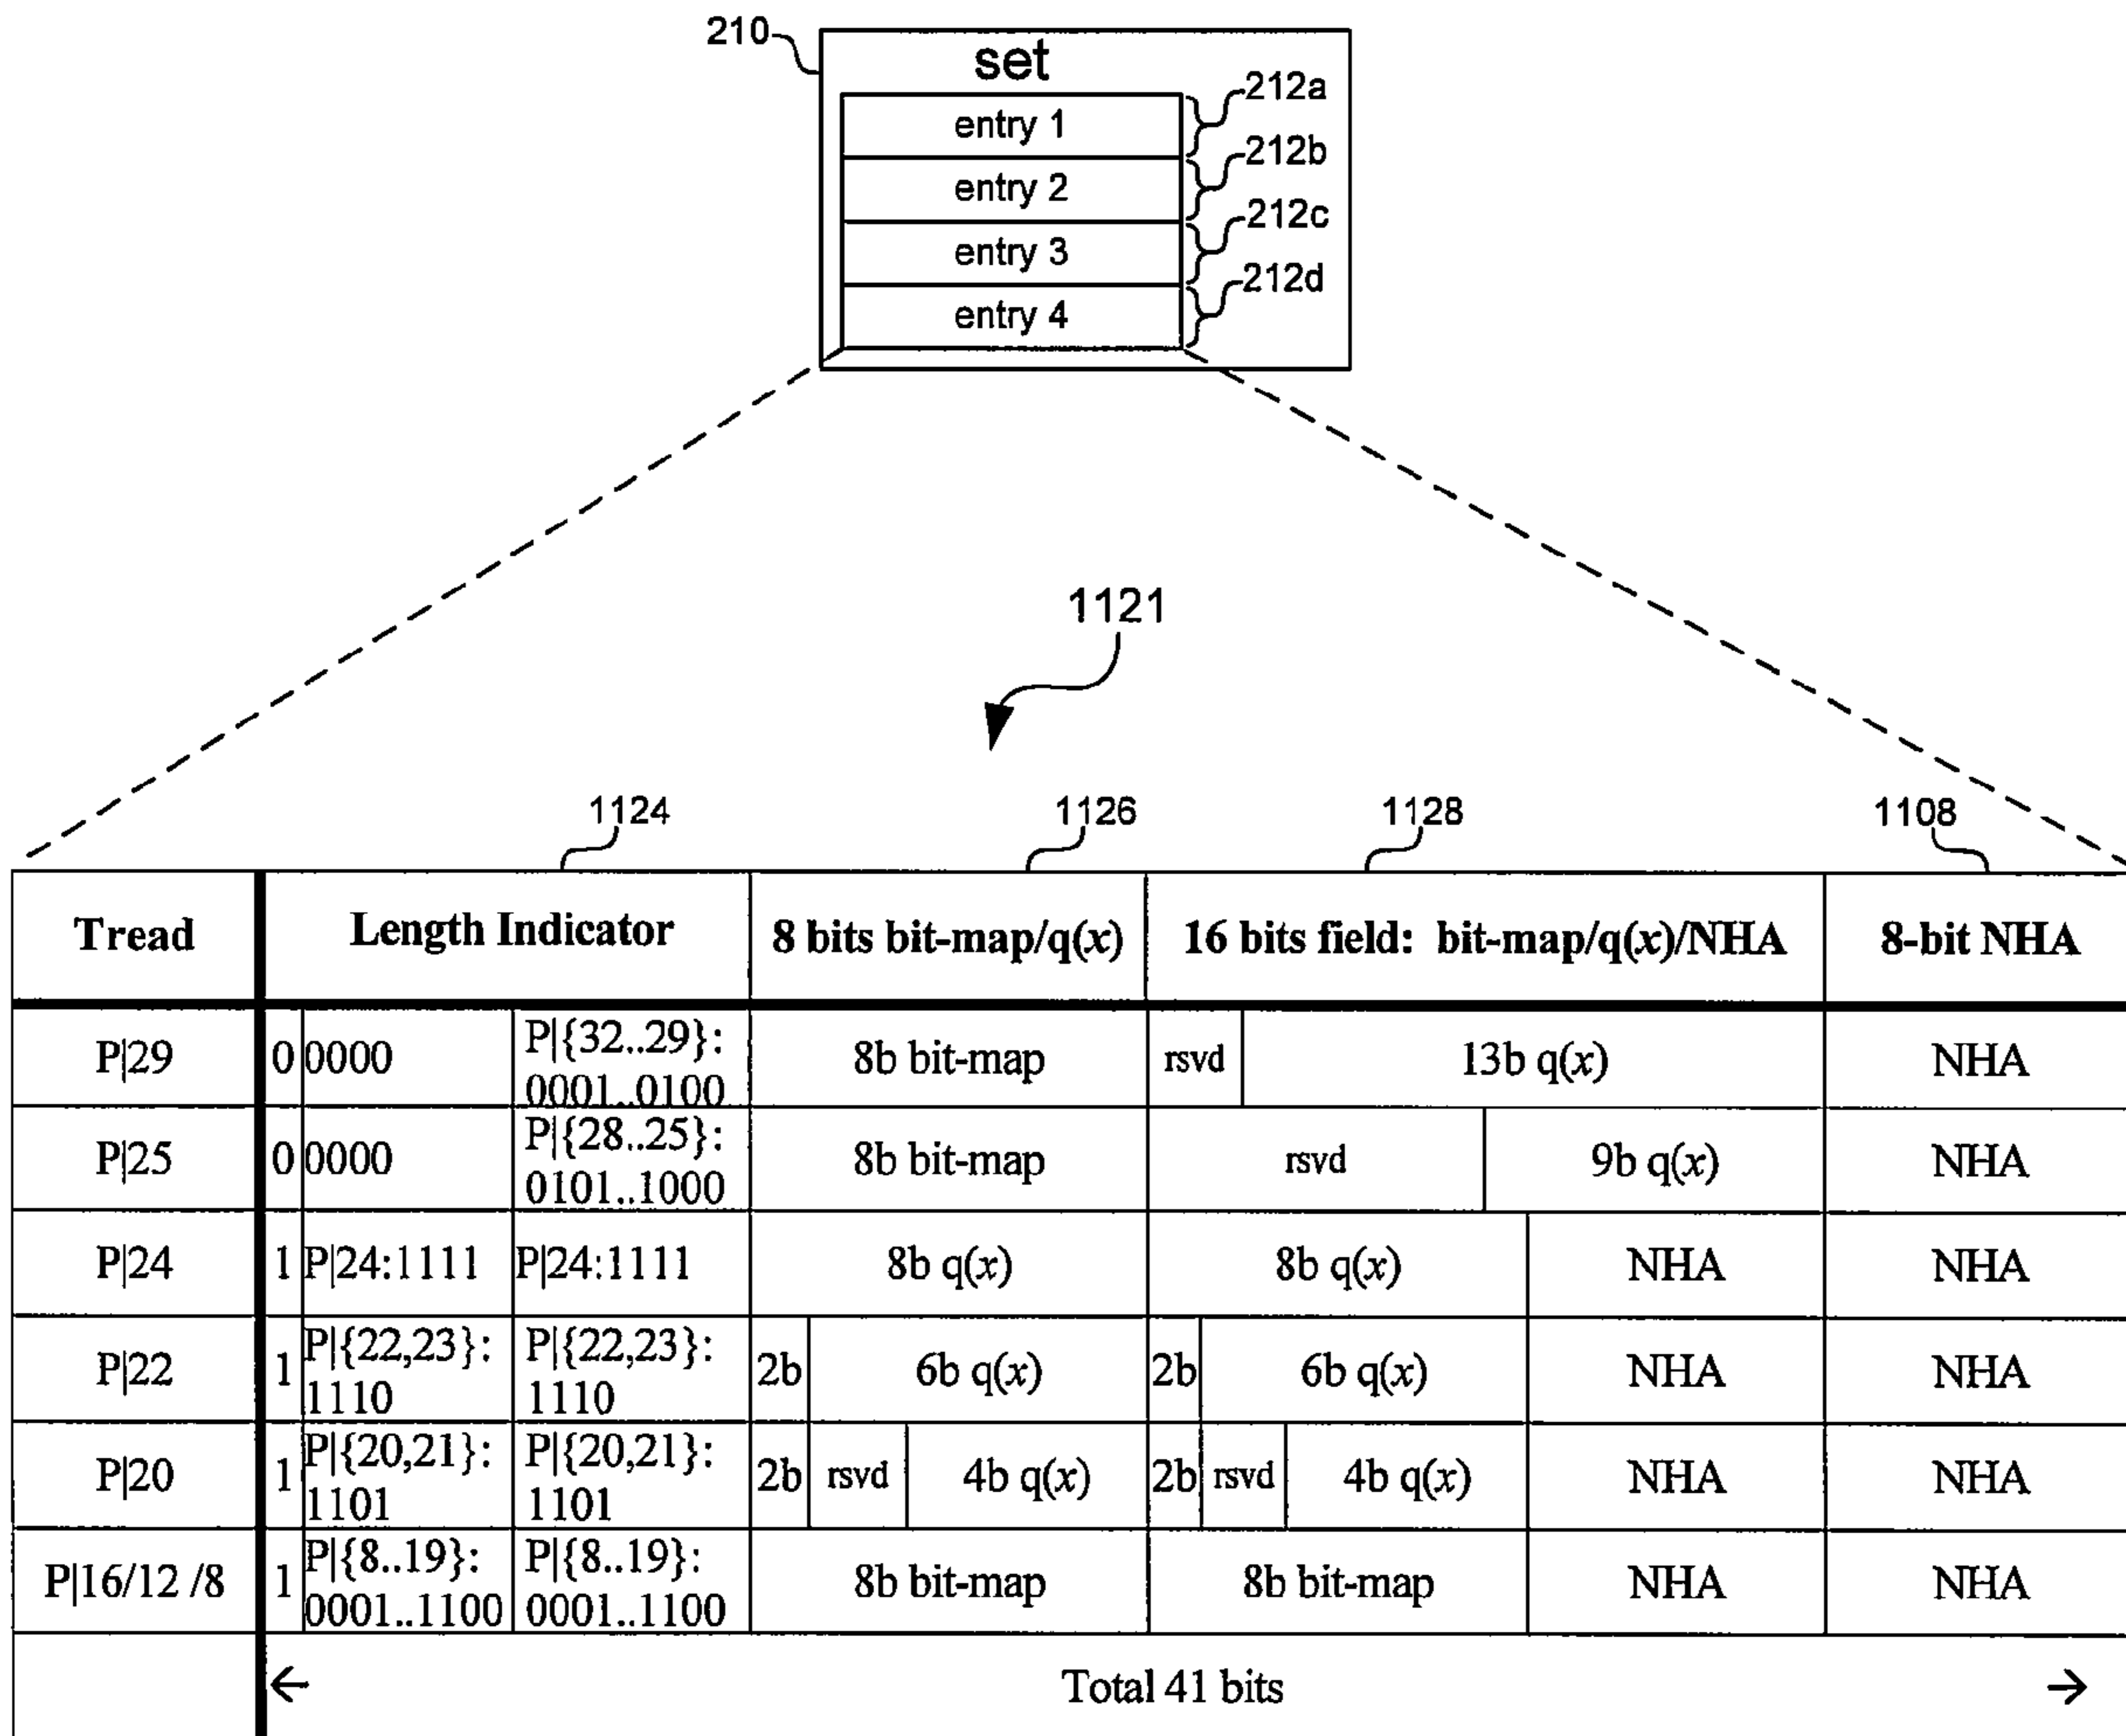 210
set
212a
entry 1
212b
entry 2
212c
entry 3
212d
entry 4
1121
1124 1126 1128 1108
Tread Length Indicator 8 bits bit-map/q(x) 16 bits field: bit-map/q(x)/NHA 8-bit NHA
P|29 0 0000 P|{32..29}: 0001..0100 8b bit-map rsvd 13b q(x) NHA
P|25 0 0000 P|{28..25}: 0101..1000 8b bit-map rsvd 9b q(x) NHA
P|24 1 P|24:1111 P|24:1111 8b q(x) 8b q(x) NHA NHA
P|22 1 P|{22,23}: 1110 P|{22,23}: 1110 2b 6b q(x) 2b 6b q(x) NHA NHA
P|20 1 P|{20,21}: 1101 P|{20,21}: 1101 2b rsvd 4b q(x) 2b rsvd 4b q(x) NHA NHA
P|16/12 /8 1 P|{8..19}: 0001..1100 P|{8..19}: 0001..1100 8b bit-map 8b bit-map NHA NHA
← Total 41 bits →